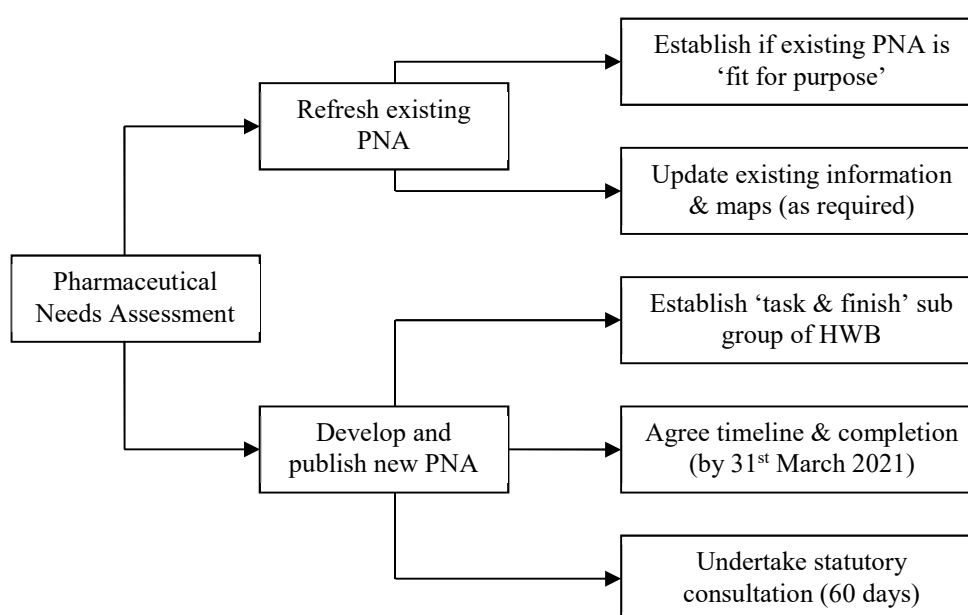 Establish if existing PNA is
‘fit for purpose’
Refresh existing
PNA
Update existing information
& maps (as required)
Pharmaceutical
Needs Assessment
Establish ‘task & finish’ sub
group of HWB
Develop and
publish new PNA
Agree timeline & completion
(by 31st March 2021)
Undertake statutory
consultation (60 days)